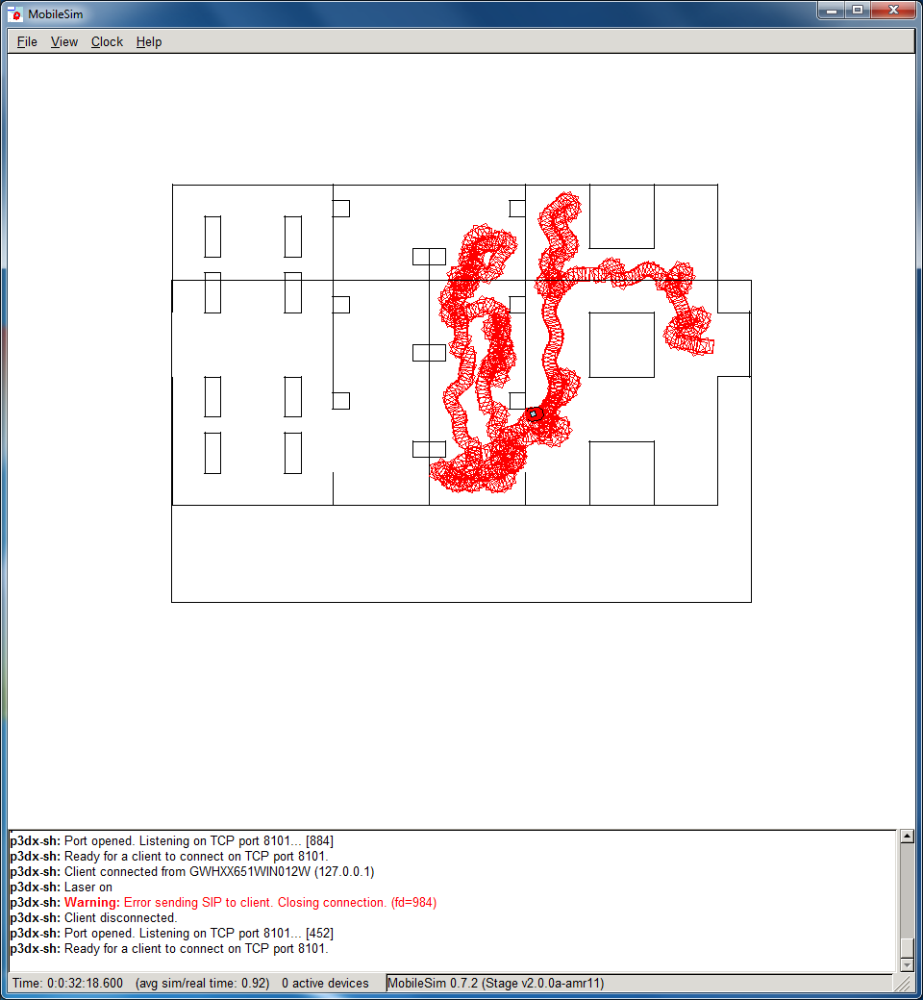 MobileSim
File View Clock Help
p3dx-sh: Port opened. Listening on TCP port 8101... [884]
p3dx-sh: Ready for a client to connect on TCP port 8101.
p3dx-sh: Client connected from GWHXX651WIN012W (127.0.0.1)
p3dx-sh: Laser on
p3dx-sh: Warning: Error sending SIP to client. Closing connection. (fd=984)
p3dx-sh: Client disconnected.
p3dx-sh: Port opened. Listening on TCP port 8101... [452]
p3dx-sh: Ready for a client to connect on TCP port 8101.
Time: 0:0:32:18.600 (avg sim/real time: 0.92) 0 active devices MobileSim 0.7.2 (Stage v2.0.0a-amr11)